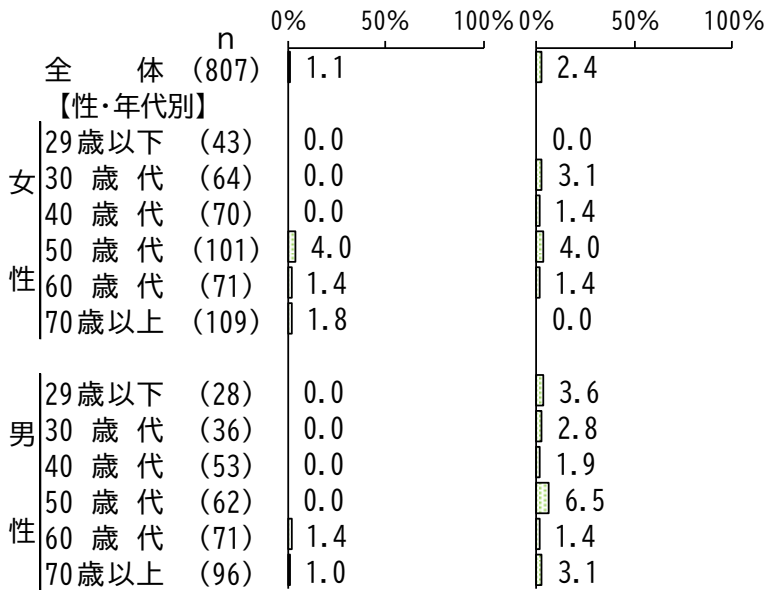 0% 50% 100% 0% 50% 100%
n
全 体 (807) 1.1 2.4
【性・年代別】
女性
29歳以下 (43) 0.0 0.0
30 歳 代 (64) 0.0 3.1
40 歳 代 (70) 0.0 1.4
50 歳 代 (101) 4.0 4.0
60 歳 代 (71) 1.4 1.4
70歳以上 (109) 1.8 0.0
男性
29歳以下 (28) 0.0 3.6
30 歳 代 (36) 0.0 2.8
40 歳 代 (53) 0.0 1.9
50 歳 代 (62) 0.0 6.5
60 歳 代 (71) 1.4 1.4
70歳以上 (96) 1.0 3.1